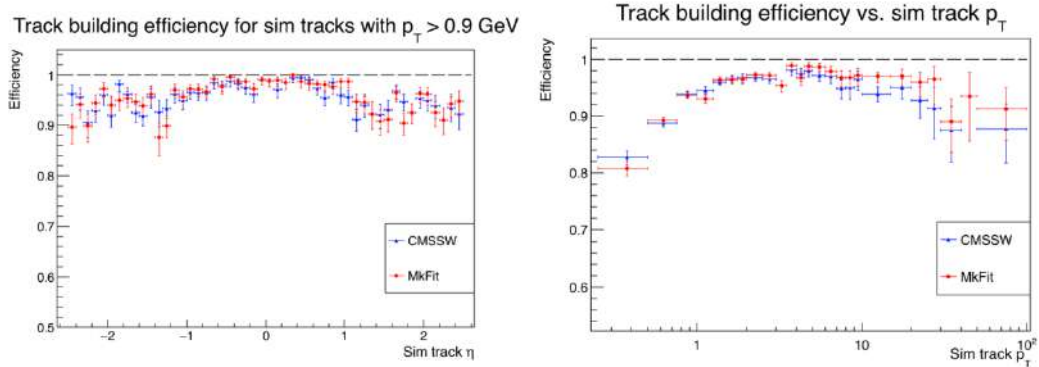 Track building efficiency for sim tracks with p_T > 0.9 GeV
Efficiency
1
0.9
0.8
0.7
0.6
0.5
−2
−1
0
1
2
Sim track η
CMSSW
MkFit
Track building efficiency vs. sim track p_T
Efficiency
1
0.9
0.8
0.7
0.6
1
10
10²
Sim track p_T
CMSSW
MkFit